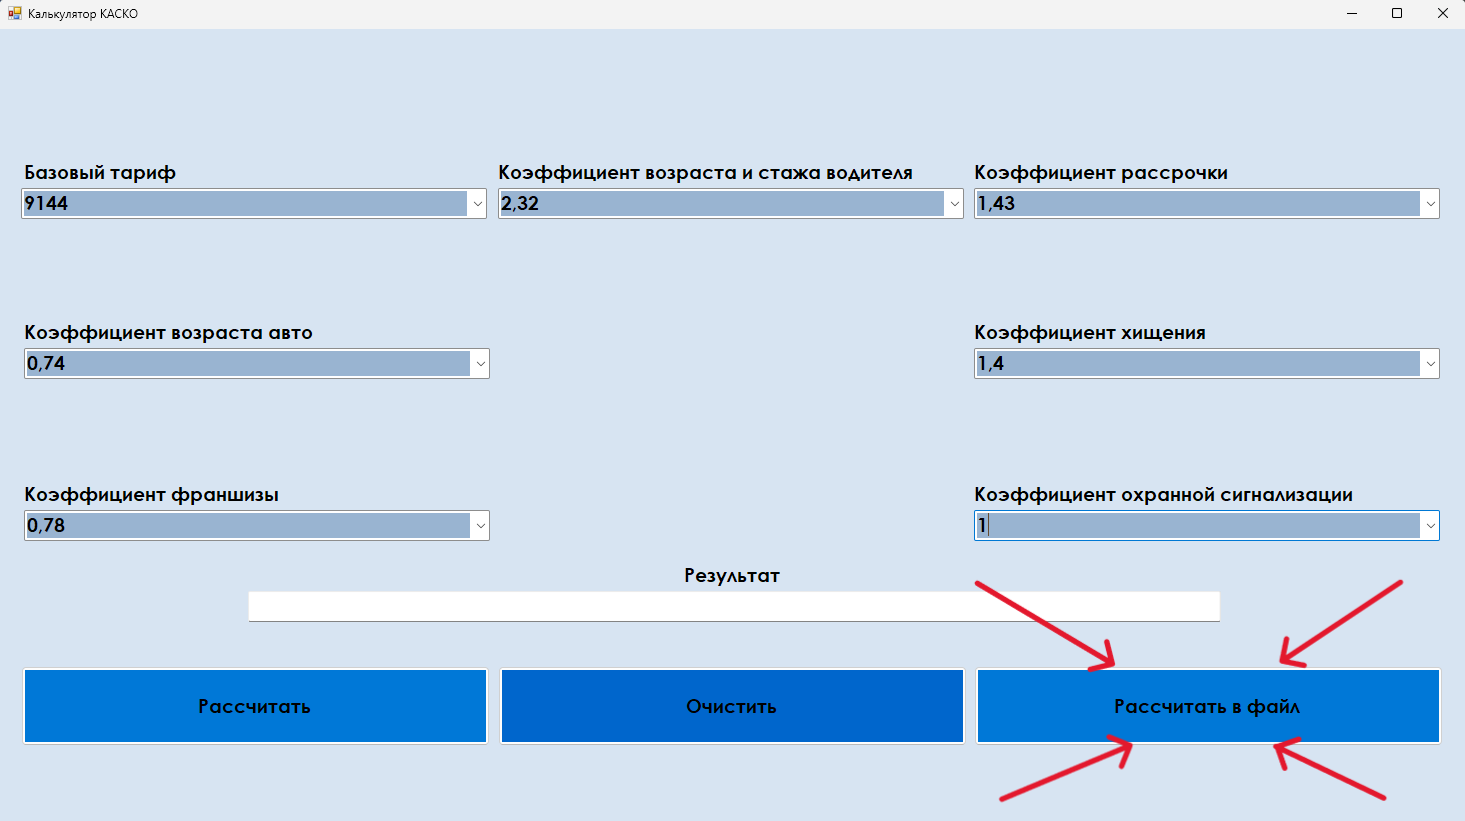 Калькулятор КАСКО
Базовый тариф
9144
Коэффициент возраста и стажа водителя
2,32
Коэффициент рассрочки
1,43
Коэффициент возраста авто
0,74
Коэффициент хищения
1,4
Коэффициент франшизы
0,78
Коэффициент охранной сигнализации
1
Результат
Рассчитать
Очистить
Рассчитать в файл